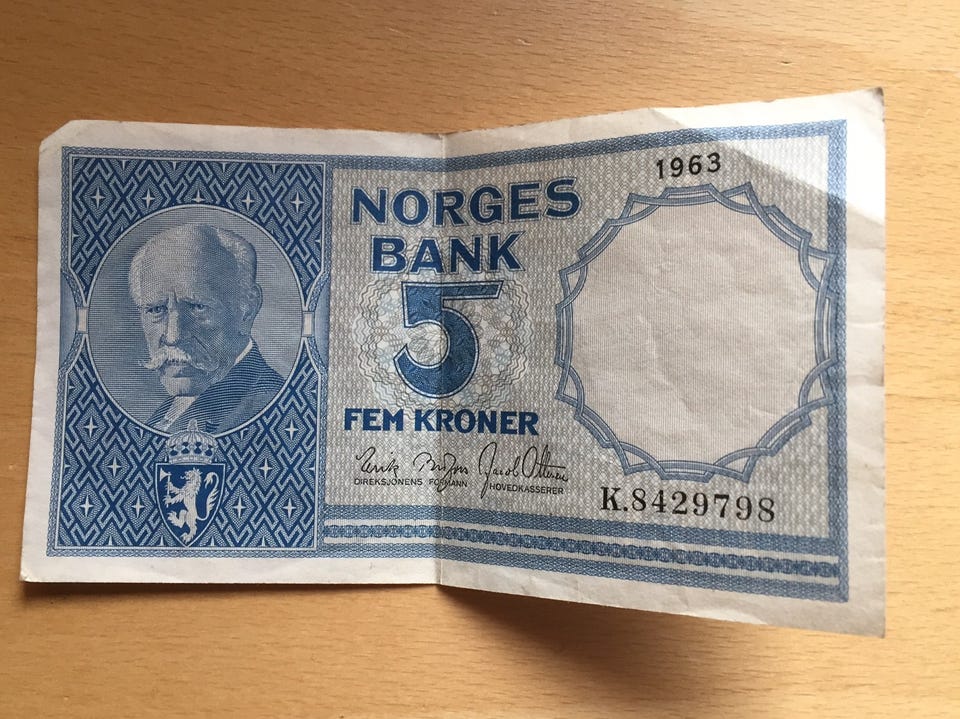 1963
NORGES
BANK
5
FEM KRONER
DIREKSJONENS FORMANN HOVEDKASSERER
K.8429798